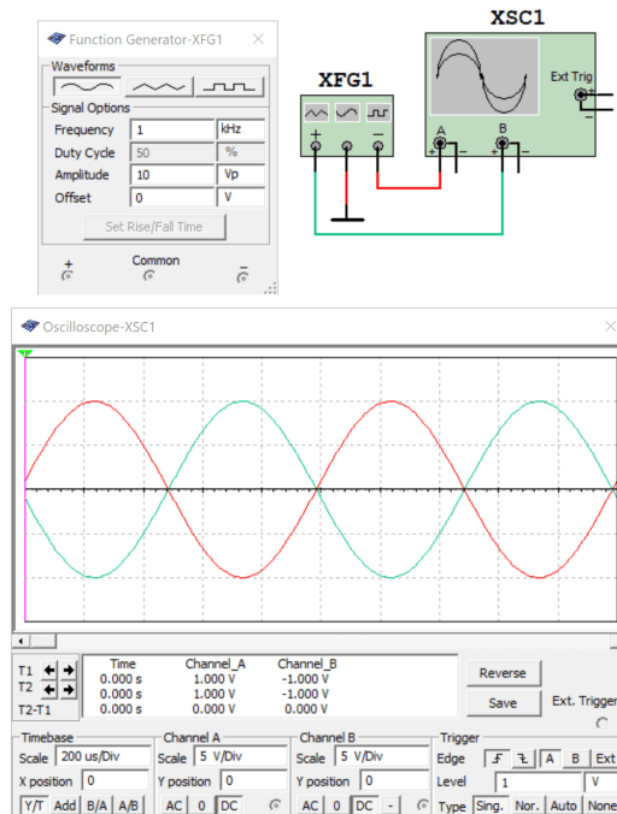 XSC1
Function Generator-XFG1
Waveforms
XFG1
Ext Trig
Signal Options
Frequency 1 kHz
Duty Cycle 50 %
Amplitude 10 Vp
Offset 0 V
Set Rise/Fall Time
+ Common −
+ −
A B
+ − + −
+
−
Oscilloscope-XSC1
Time Channel_A Channel_B
T1 0.000 s 1.000 V -1.000 V
T2 0.000 s 1.000 V -1.000 V
T2-T1 0.000 s 0.000 V 0.000 V
Reverse
Save
Ext. Trigger
Timebase
Scale 200 us/Div
X position 0
Y/T Add B/A A/B
Channel A
Scale 5 V/Div
Y position 0
AC 0 DC
Channel B
Scale 5 V/Div
Y position 0
AC 0 DC -
Trigger
Edge A B Ext
Level 1 V
Type Sing. Nor. Auto None